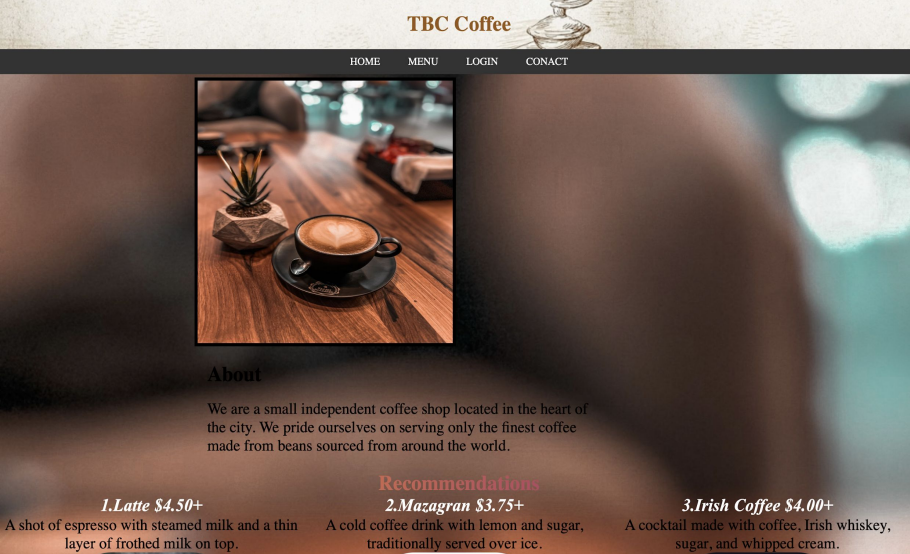 TBC Coffee
HOME MENU LOGIN CONACT
About
We are a small independent coffee shop located in the heart of
the city. We pride ourselves on serving only the finest coffee
made from beans sourced from around the world.
Recommendations
1.Latte $4.50+
A shot of espresso with steamed milk and a thin
layer of frothed milk on top.
2.Mazagran $3.75+
A cold coffee drink with lemon and sugar,
traditionally served over ice.
3.Irish Coffee $4.00+
A cocktail made with coffee, Irish whiskey,
sugar, and whipped cream.